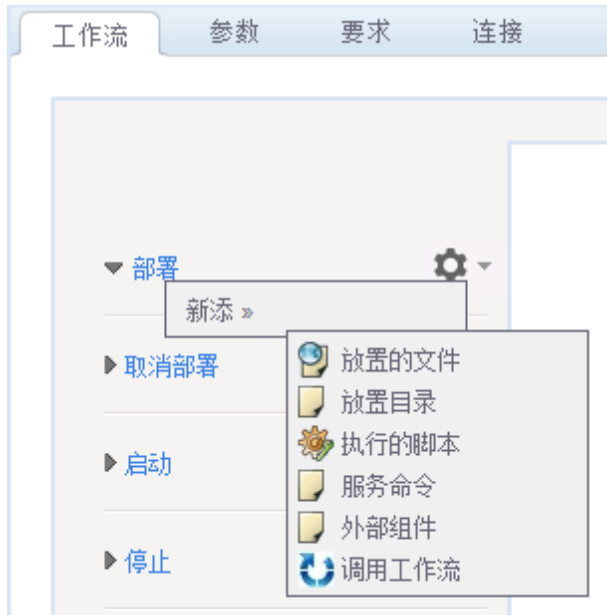 工作流 参数 要求 连接
部署
新添 »
取消部署
启动
停止
放置的文件
放置目录
执行的脚本
服务命令
外部组件
调用工作流